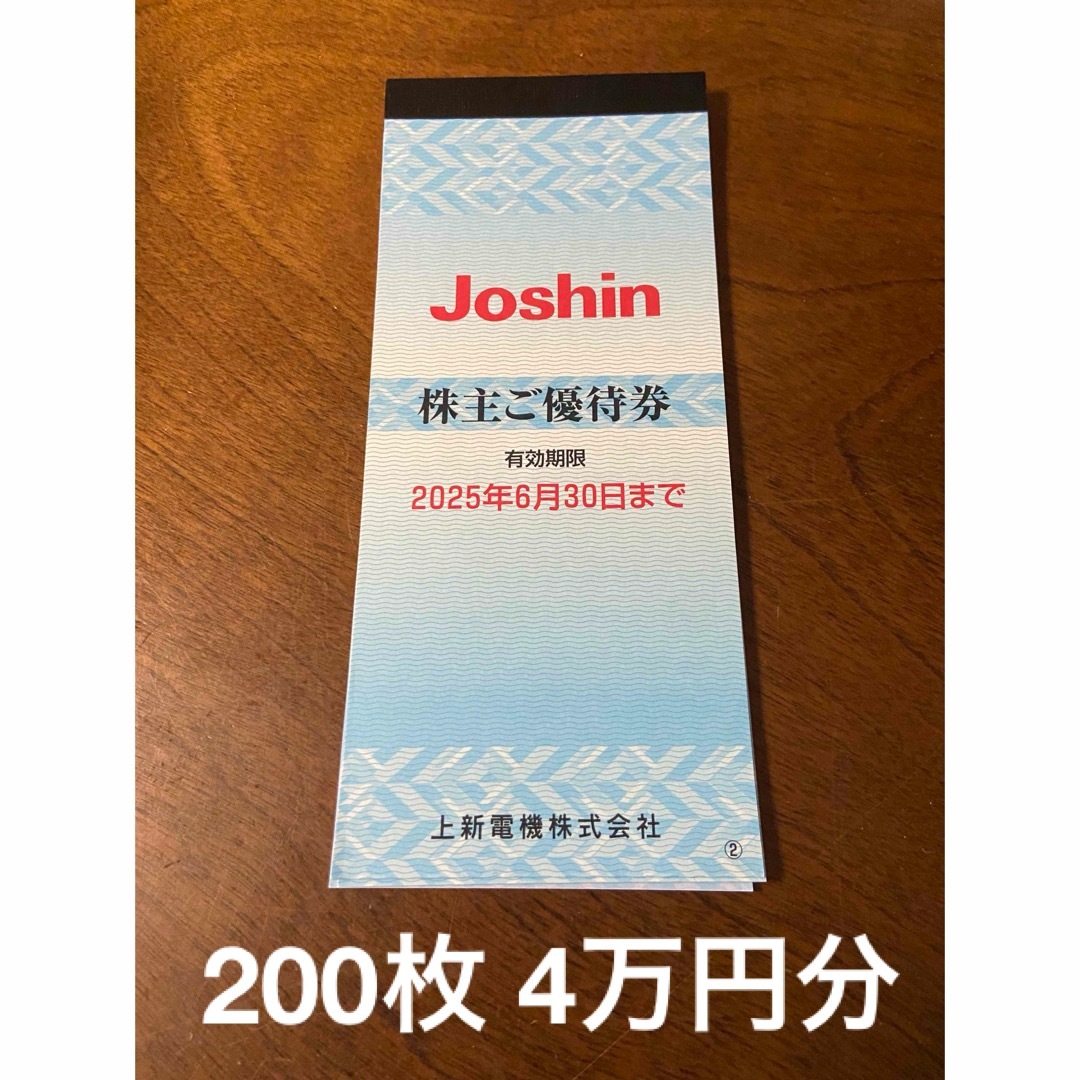 Joshin
株主ご優待券
有効期限
2025年6月30日まで
上新電機株式会社
②
200枚 4万円分